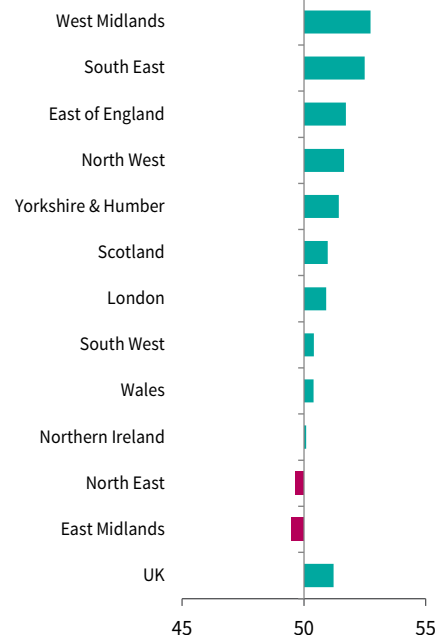 West Midlands
South East
East of England
North West
Yorkshire & Humber
Scotland
London
South West
Wales
Northern Ireland
North East
East Midlands
UK
45 50 55